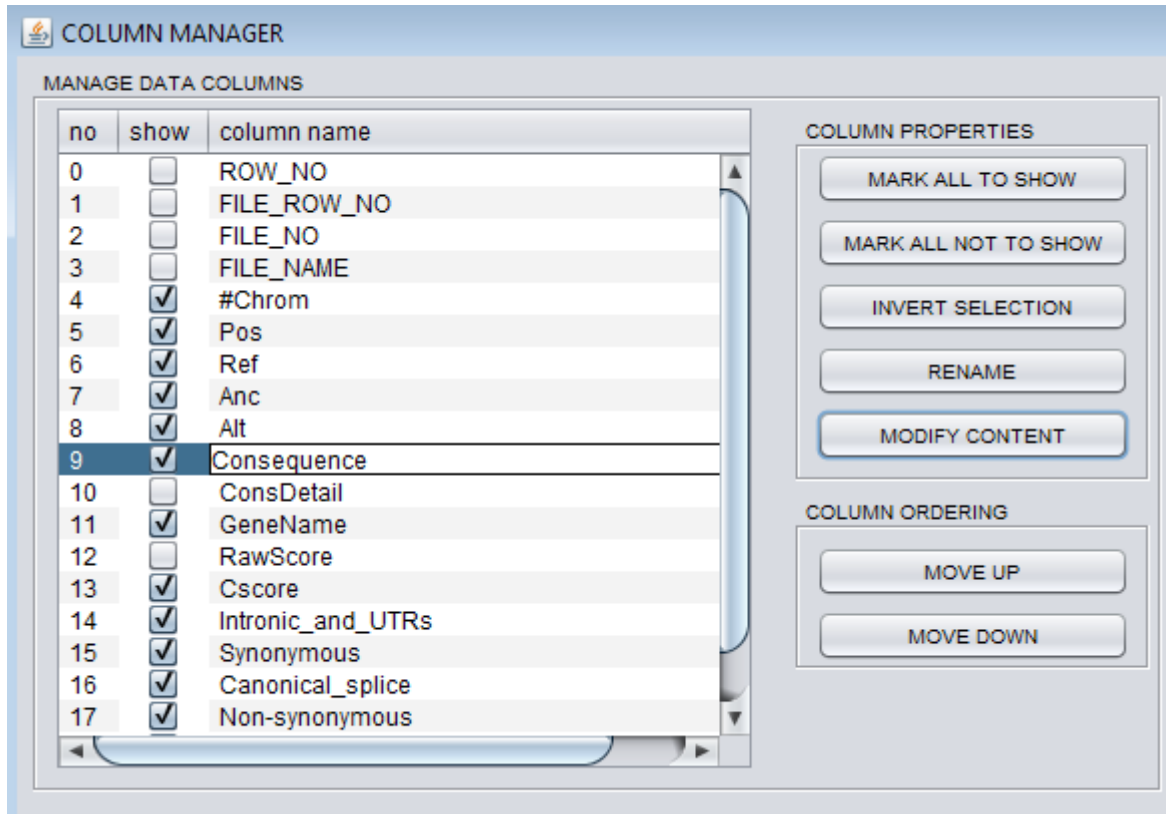 COLUMN MANAGER
MANAGE DATA COLUMNS
no show column name
0 ROW_NO
1 FILE_ROW_NO
2 FILE_NO
3 FILE_NAME
4 #Chrom
5 Pos
6 Ref
7 Anc
8 Alt
9 Consequence
10 ConsDetail
11 GeneName
12 RawScore
13 Cscore
14 Intronic_and_UTRs
15 Synonymous
16 Canonical_splice
17 Non-synonymous
COLUMN PROPERTIES
MARK ALL TO SHOW
MARK ALL NOT TO SHOW
INVERT SELECTION
RENAME
MODIFY CONTENT
COLUMN ORDERING
MOVE UP
MOVE DOWN